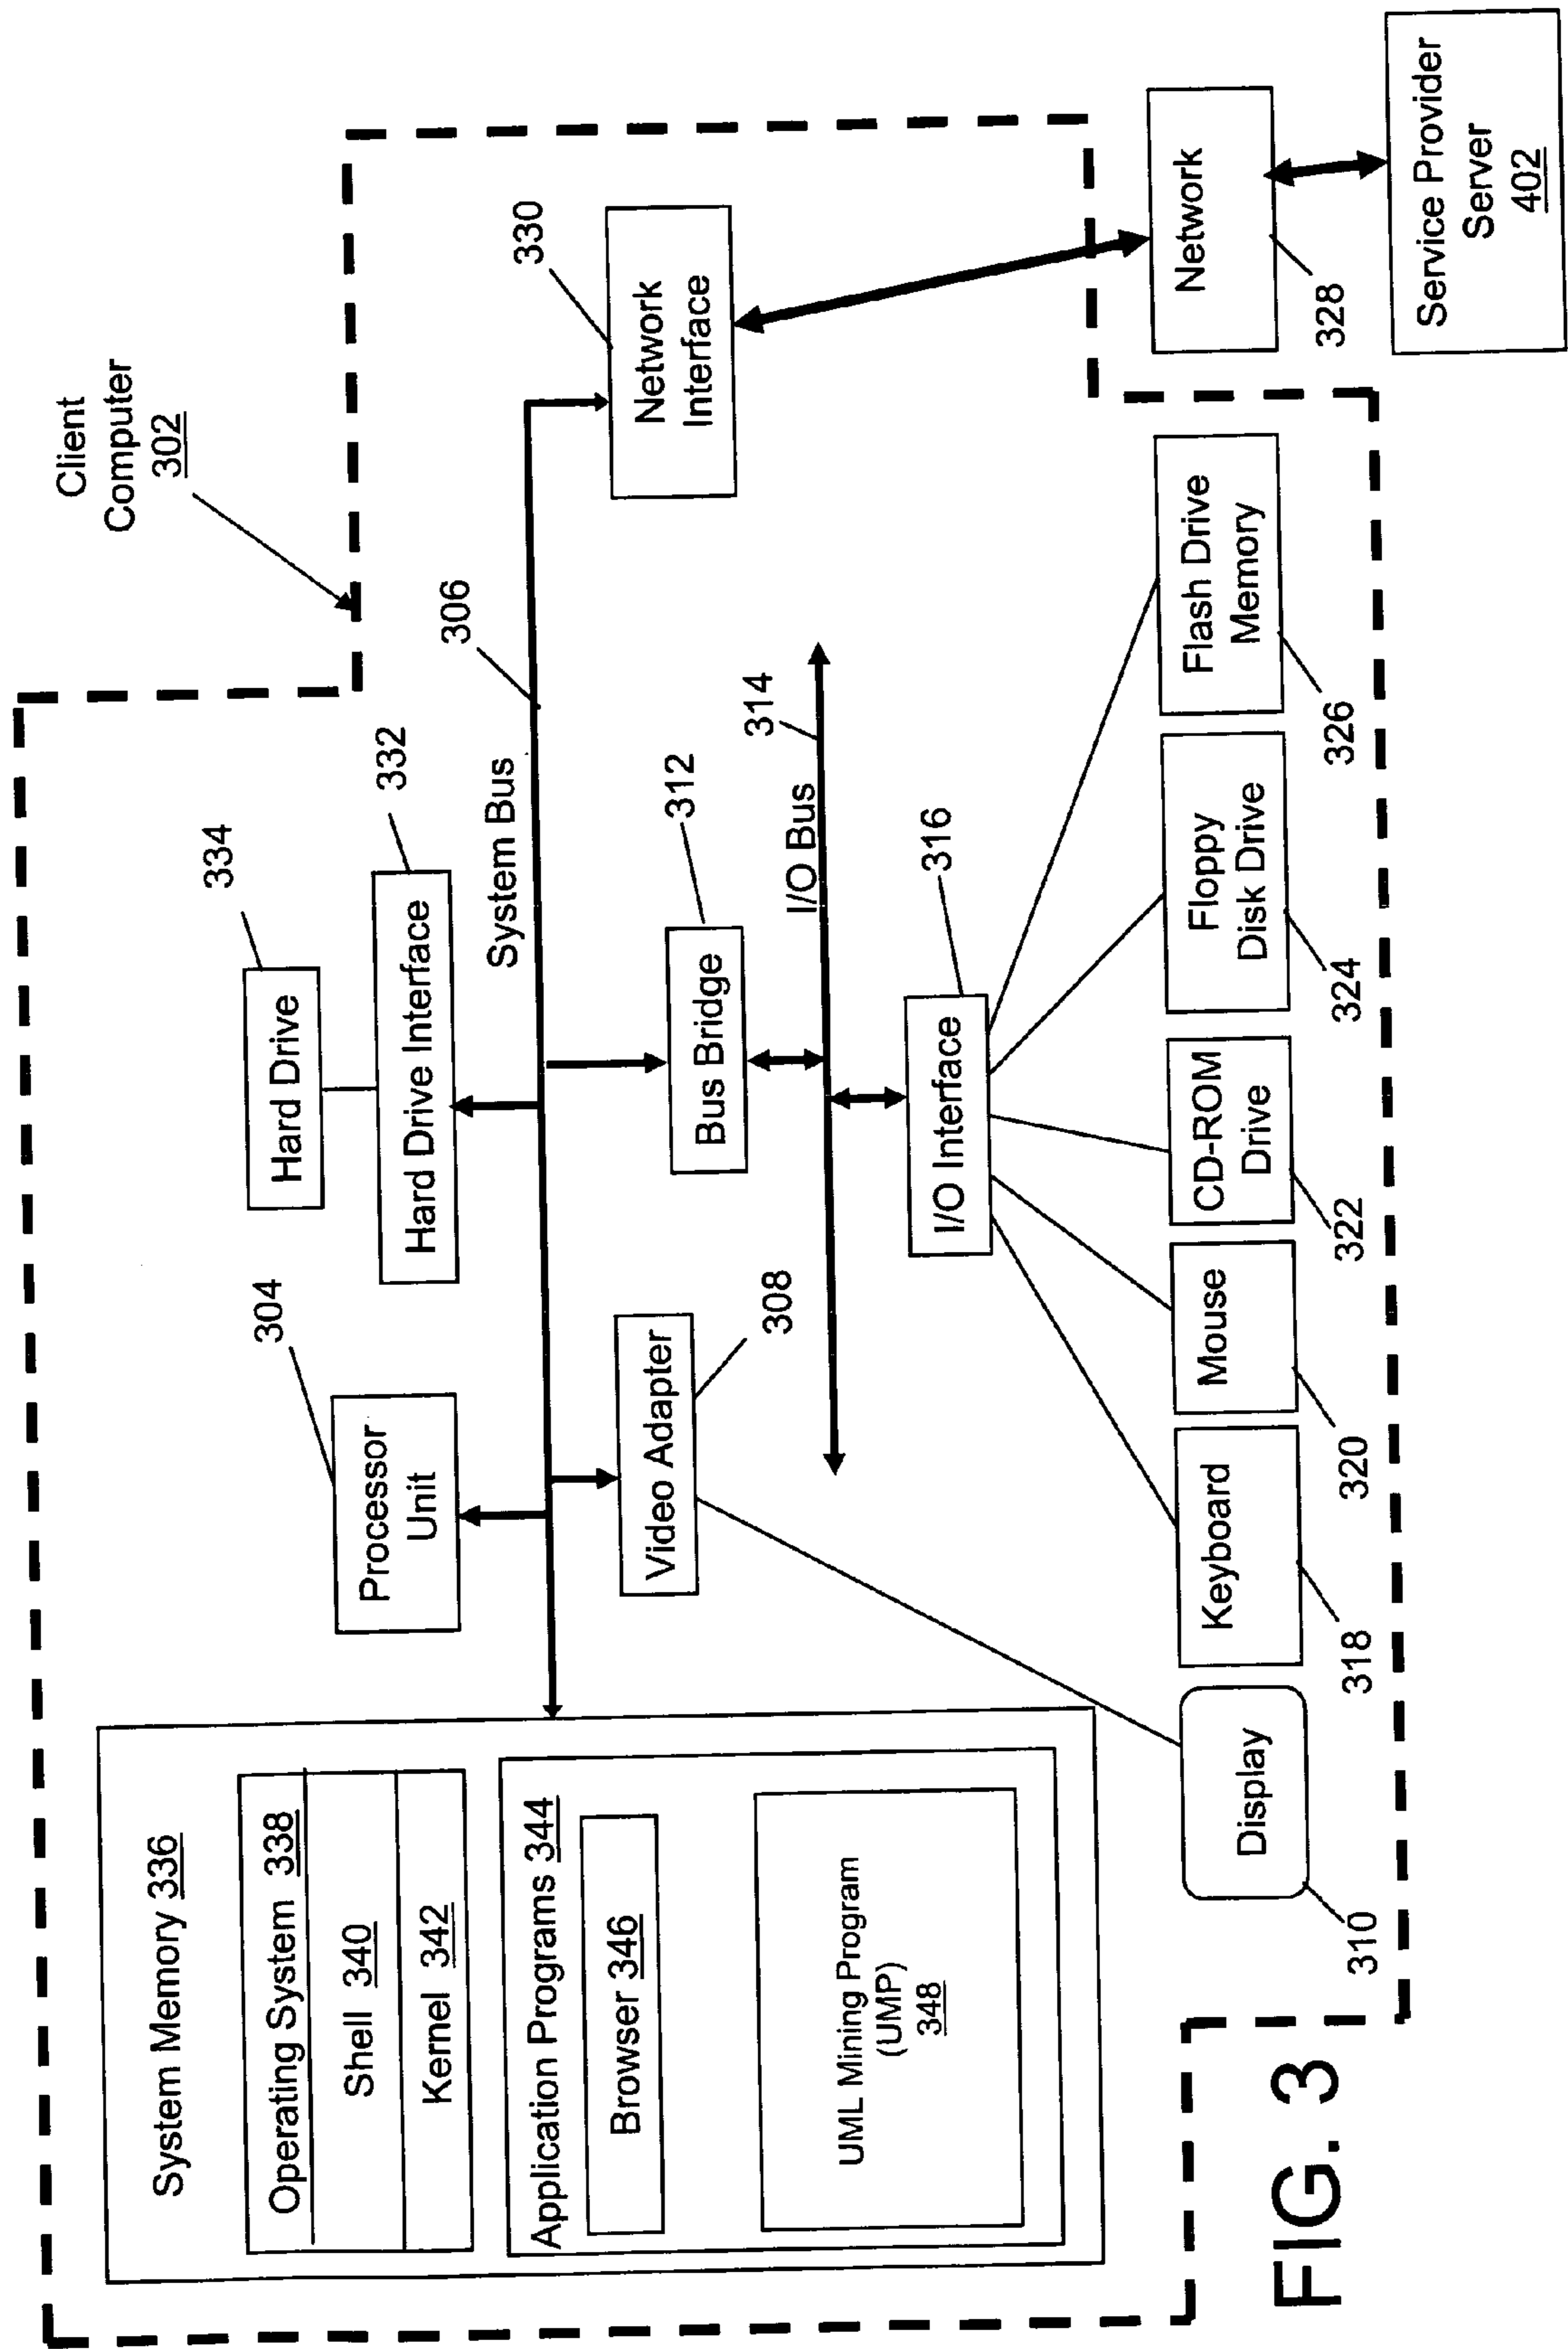 Client
Computer
302
System Memory 336
Operating System 338
Shell 340
Kernel 342
Application Programs 344
Browser 346
UML Mining Program
(UMP)
348
304
Processor
Unit
334
Hard Drive
332
Hard Drive Interface
System Bus
306
330
Network
Interface
Video Adapter
308
Bus Bridge
312
I/O Bus
314
I/O Interface
316
Display
310
Keyboard
318
Mouse
320
CD-ROM
Drive
322
Floppy
Disk Drive
324
Flash Drive
Memory
326
Network
328
Service Provider
Server
402
FIG. 3